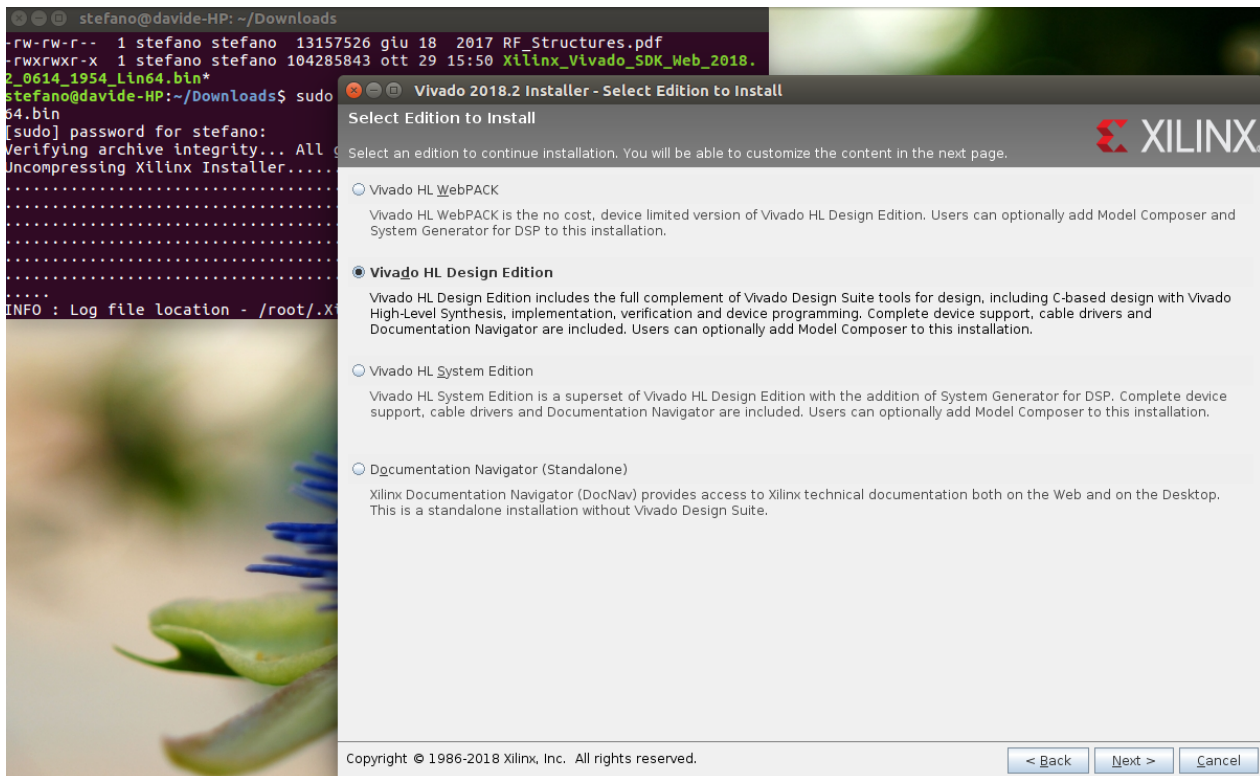 stefano@davide-HP: ~/Downloads
-rw-rw-r-- 1 stefano stefano 13157526 giu 18 2017 RF_Structures.pdf
-rwxrwxr-x 1 stefano stefano 104285843 ott 29 15:50 Xilinx_Vivado_SDK_Web_2018.
2_0614_1954_Lin64.bin*
stefano@davide-HP:~/Downloads$ sudo
64.bin
[sudo] password for stefano:
Verifying archive integrity... All
Uncompressing Xilinx Installer......
.....
INFO : Log file location - /root/.Xi
Vivado 2018.2 Installer - Select Edition to Install
Select Edition to Install
Select an edition to continue installation. You will be able to customize the content in the next page.
XILINX
Vivado HL WebPACK
Vivado HL WebPACK is the no cost, device limited version of Vivado HL Design Edition. Users can optionally add Model Composer and
System Generator for DSP to this installation.
Vivado HL Design Edition
Vivado HL Design Edition includes the full complement of Vivado Design Suite tools for design, including C-based design with Vivado
High-Level Synthesis, implementation, verification and device programming. Complete device support, cable drivers and
Documentation Navigator are included. Users can optionally add Model Composer to this installation.
Vivado HL System Edition
Vivado HL System Edition is a superset of Vivado HL Design Edition with the addition of System Generator for DSP. Complete device
support, cable drivers and Documentation Navigator are included. Users can optionally add Model Composer to this installation.
Documentation Navigator (Standalone)
Xilinx Documentation Navigator (DocNav) provides access to Xilinx technical documentation both on the Web and on the Desktop.
This is a standalone installation without Vivado Design Suite.
Copyright © 1986-2018 Xilinx, Inc. All rights reserved.
< Back
Next >
Cancel